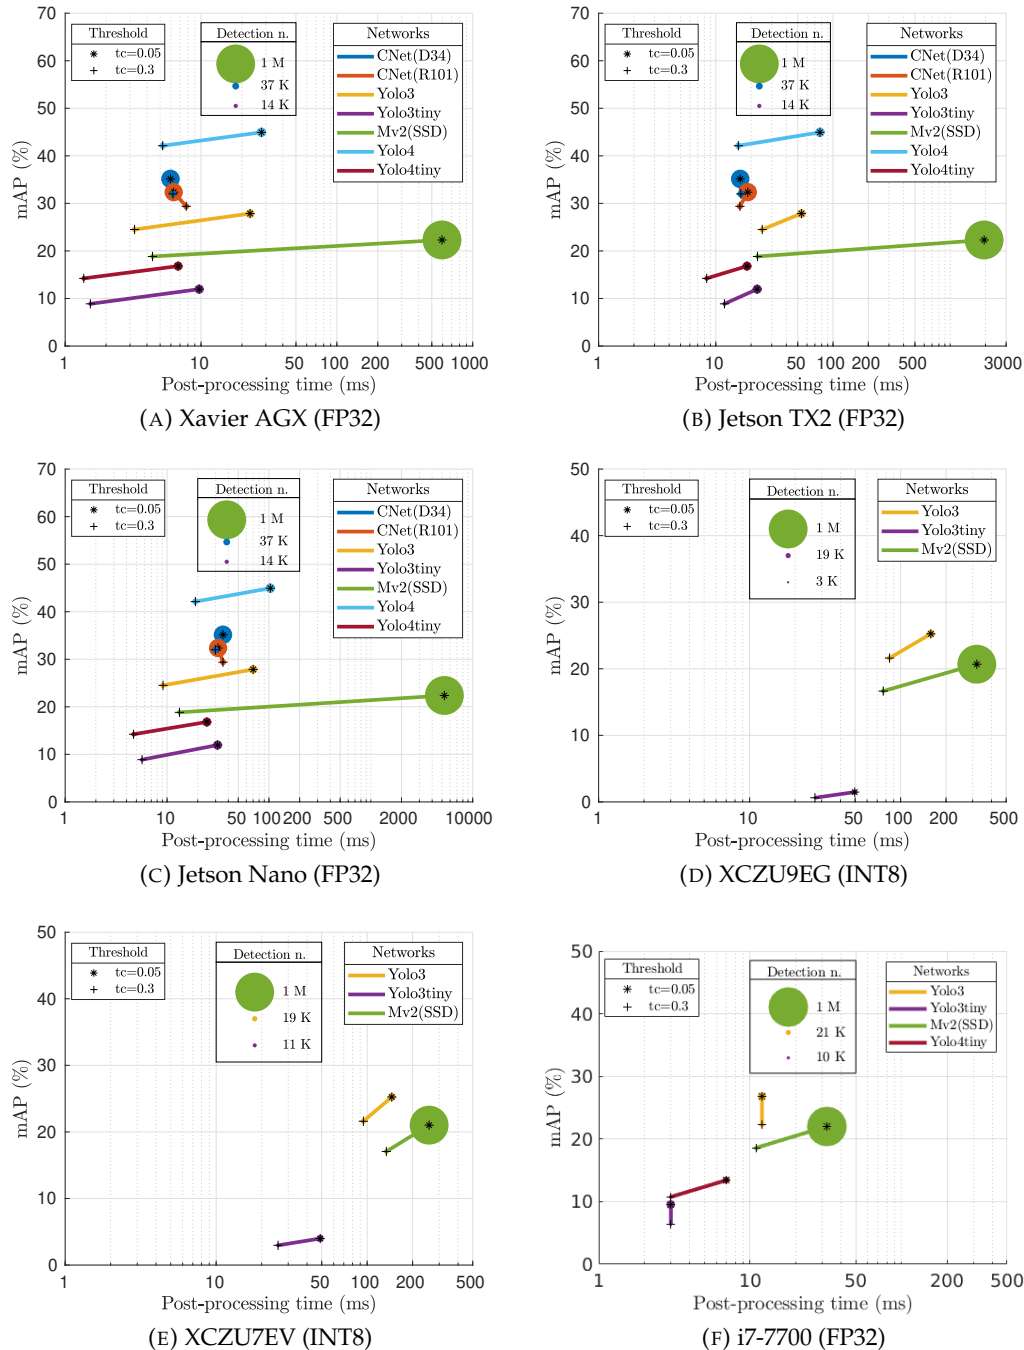 70
60
50
40
30
20
10
0
mAP (%)
Threshold
tc=0.05
tc=0.3
Detection n.
1 M
37 K
14 K
Networks
CNet(D34)
CNet(R101)
Yolo3
Yolo3tiny
Mv2(SSD)
Yolo4
Yolo4tiny
1 10 50 100 200 500 1000
Post-processing time (ms)
(A) Xavier AGX (FP32)
70
60
50
40
30
20
10
0
mAP (%)
Threshold
tc=0.05
tc=0.3
Detection n.
1 M
37 K
14 K
Networks
CNet(D34)
CNet(R101)
Yolo3
Yolo3tiny
Mv2(SSD)
Yolo4
Yolo4tiny
1 10 50 100 200 500 3000
Post-processing time (ms)
(B) Jetson TX2 (FP32)
70
60
50
40
30
20
10
0
mAP (%)
Threshold
tc=0.05
tc=0.3
Detection n.
1 M
37 K
14 K
Networks
CNet(D34)
CNet(R101)
Yolo3
Yolo3tiny
Mv2(SSD)
Yolo4
Yolo4tiny
1 10 50 100 200 500 2000 10000
Post-processing time (ms)
(C) Jetson Nano (FP32)
50
40
30
20
10
0
mAP (%)
Threshold
tc=0.05
tc=0.3
Detection n.
1 M
19 K
3 K
Networks
Yolo3
Yolo3tiny
Mv2(SSD)
1 10 50 100 200 500
Post-processing time (ms)
(D) XCZU9EG (INT8)
50
40
30
20
10
0
mAP (%)
Threshold
tc=0.05
tc=0.3
Detection n.
1 M
19 K
11 K
Networks
Yolo3
Yolo3tiny
Mv2(SSD)
1 10 50 100 200 500
Post-processing time (ms)
(E) XCZU7EV (INT8)
50
40
30
20
10
0
mAP (%)
Threshold
tc=0.05
tc=0.3
Detection n.
1 M
21 K
10 K
Networks
Yolo3
Yolo3tiny
Mv2(SSD)
Yolo4tiny
1 10 50 100 200 500
Post-processing time (ms)
(F) i7-7700 (FP32)